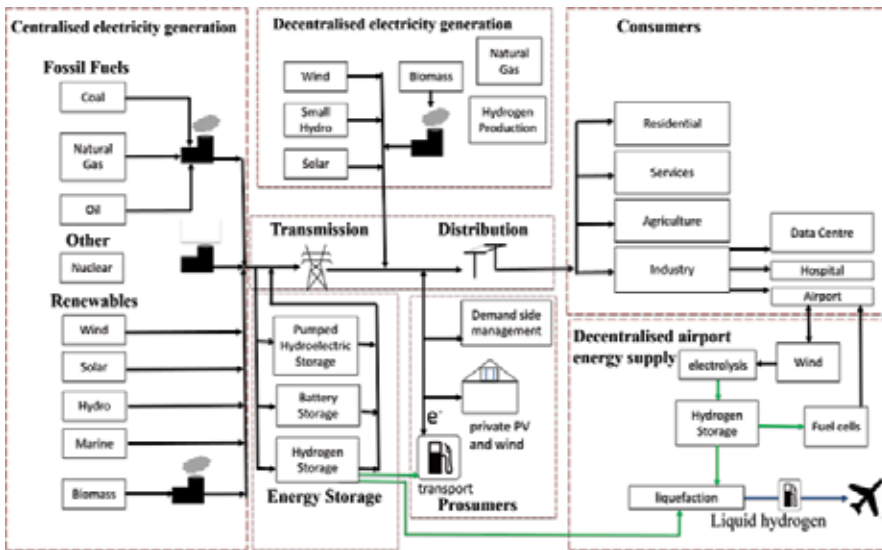 Centralised electricity generation
Fossil Fuels
Coal
Natural
Gas
Oil
Other
Nuclear
Renewables
Wind
Solar
Hydro
Marine
Biomass
Decentralised electricity generation
Wind
Small
Hydro
Solar
Biomass
Natural
Gas
Hydrogen
Production
Transmission
Distribution
Pumped
Hydroelectric
Storage
Battery
Storage
Hydrogen
Storage
Energy Storage
Demand side
management
private PV
and wind
e-
transport
Prosumers
Consumers
Residential
Services
Agriculture
Industry
Data Centre
Hospital
Airport
Decentralised airport
energy supply
Wind
electrolysis
Hydrogen
Storage
Fuel cells
liquefaction
Liquid hydrogen